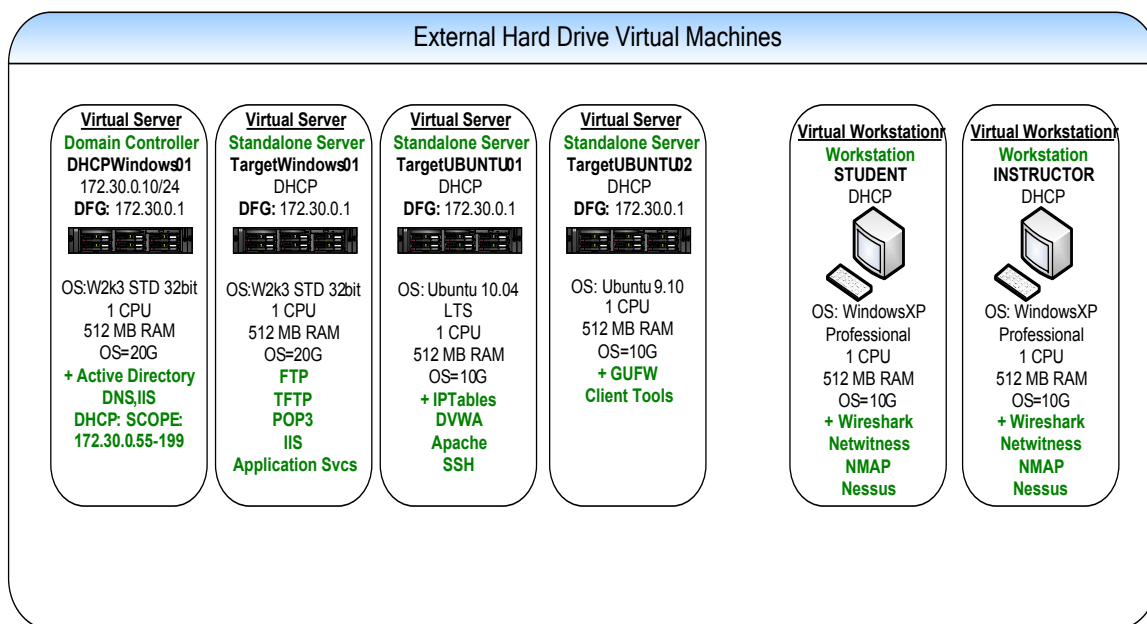 External Hard Drive Virtual Machines
Virtual Server
Domain Controller
DHCPWindows01
172.30.0.10/24
DFG: 172.30.0.1
OS:W2k3 STD 32bit
1 CPU
512 MB RAM
OS=20G
+ Active Directory
DNS,IIS
DHCP: SCOPE:
172.30.0.55-199
Virtual Server
Standalone Server
TargetWindows01
DHCP
DFG: 172.30.0.1
OS:W2k3 STD 32bit
1 CPU
512 MB RAM
OS=20G
FTP
TFTP
POP3
IIS
Application Svcs
Virtual Server
Standalone Server
TargetUBUNTU01
DHCP
DFG: 172.30.0.1
OS: Ubuntu 10.04
LTS
1 CPU
512 MB RAM
OS=10G
+ IPTables
DVWA
Apache
SSH
Virtual Server
Standalone Server
TargetUBUNTU02
DHCP
DFG: 172.30.0.1
OS: Ubuntu 9.10
1 CPU
512 MB RAM
OS=10G
+ GUFW
Client Tools
Virtual Workstationr
Workstation
STUDENT
DHCP
OS: WindowsXP
Professional
1 CPU
512 MB RAM
OS=10G
+ Wireshark
Netwitness
NMAP
Nessus
Virtual Workstationr
Workstation
INSTRUCTOR
DHCP
OS: WindowsXP
Professional
1 CPU
512 MB RAM
OS=10G
+ Wireshark
Netwitness
NMAP
Nessus